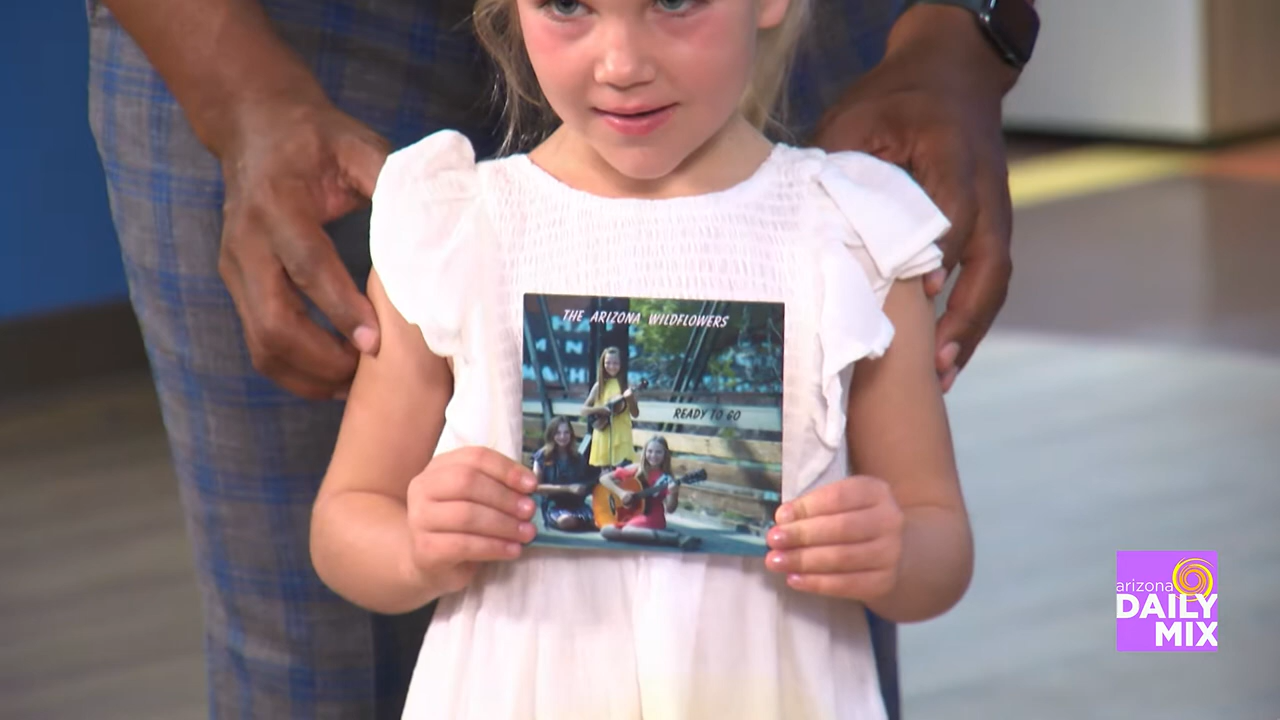 THE ARIZONA WILDFLOWERS
READY TO GO
arizona
DAILY
MIX